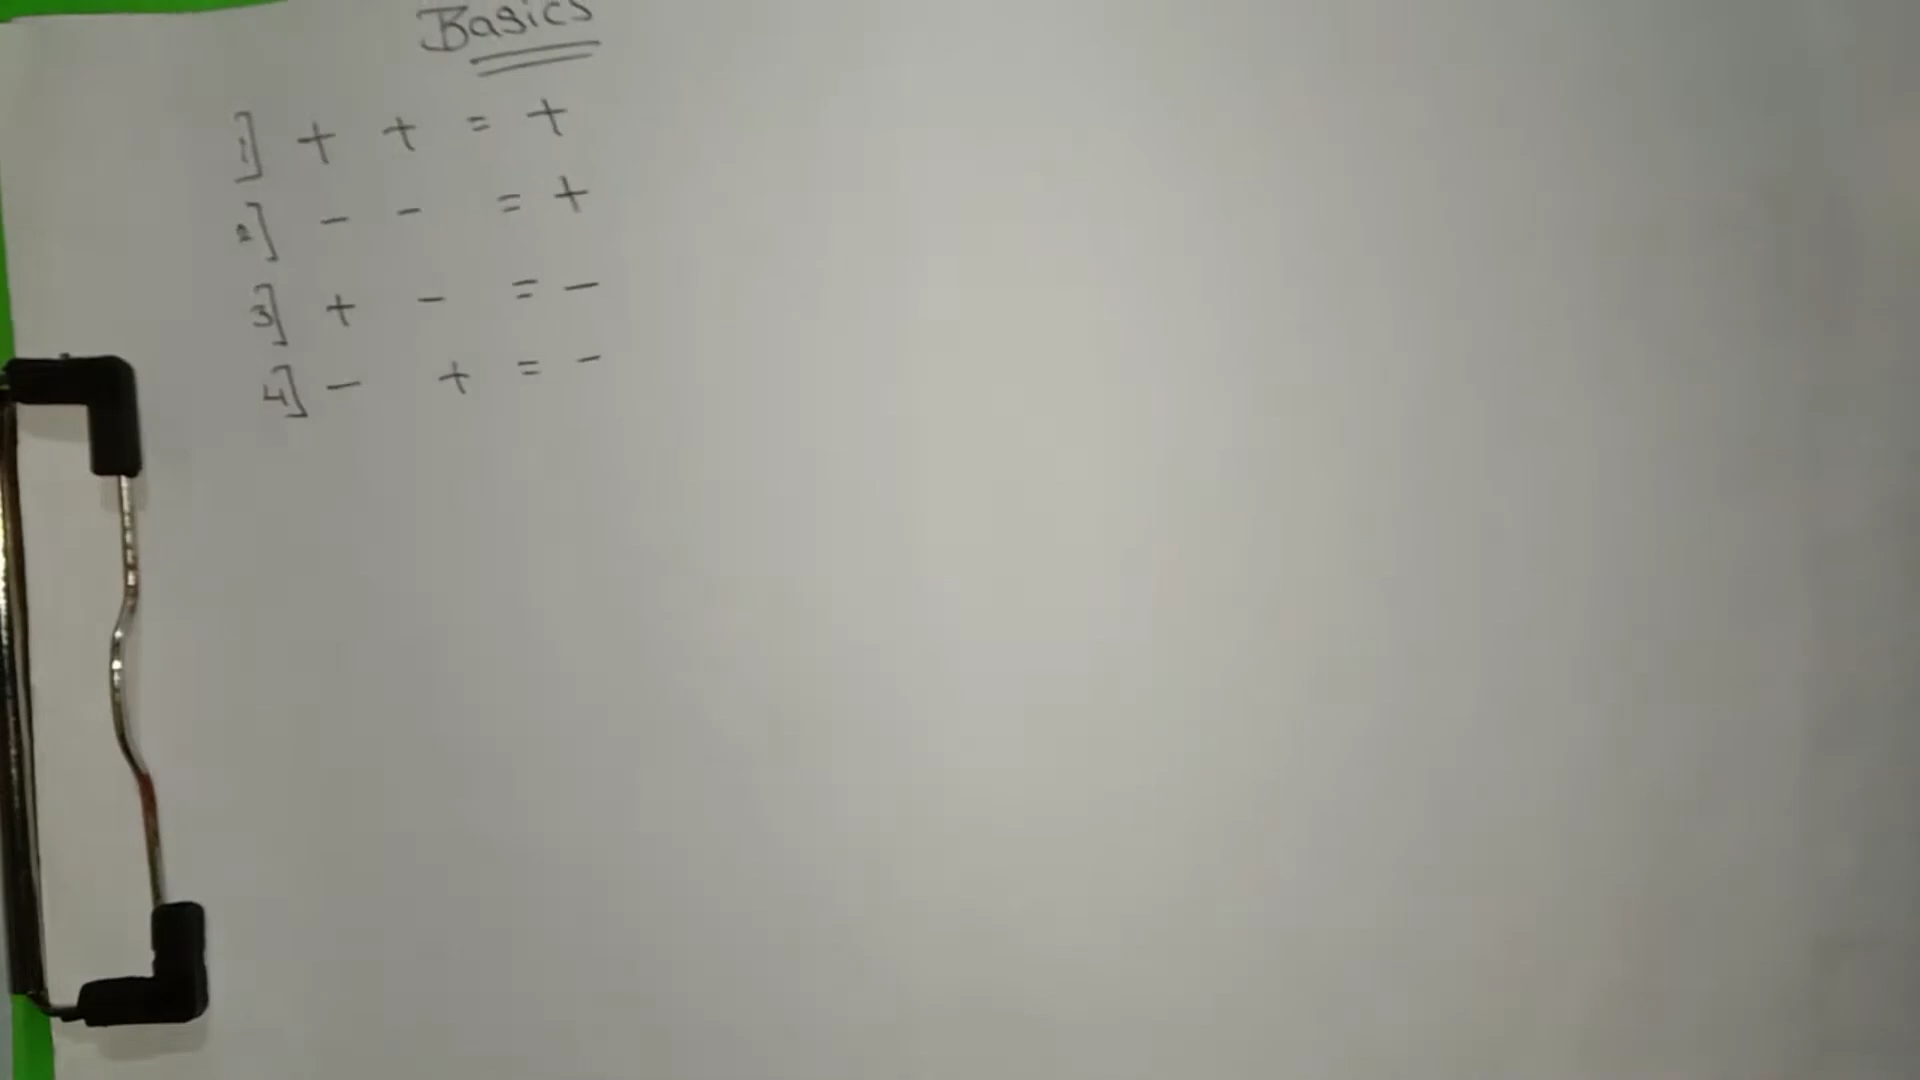 Basics
1] + + = +
2] - - = +
3] + - = -
4] - + = -